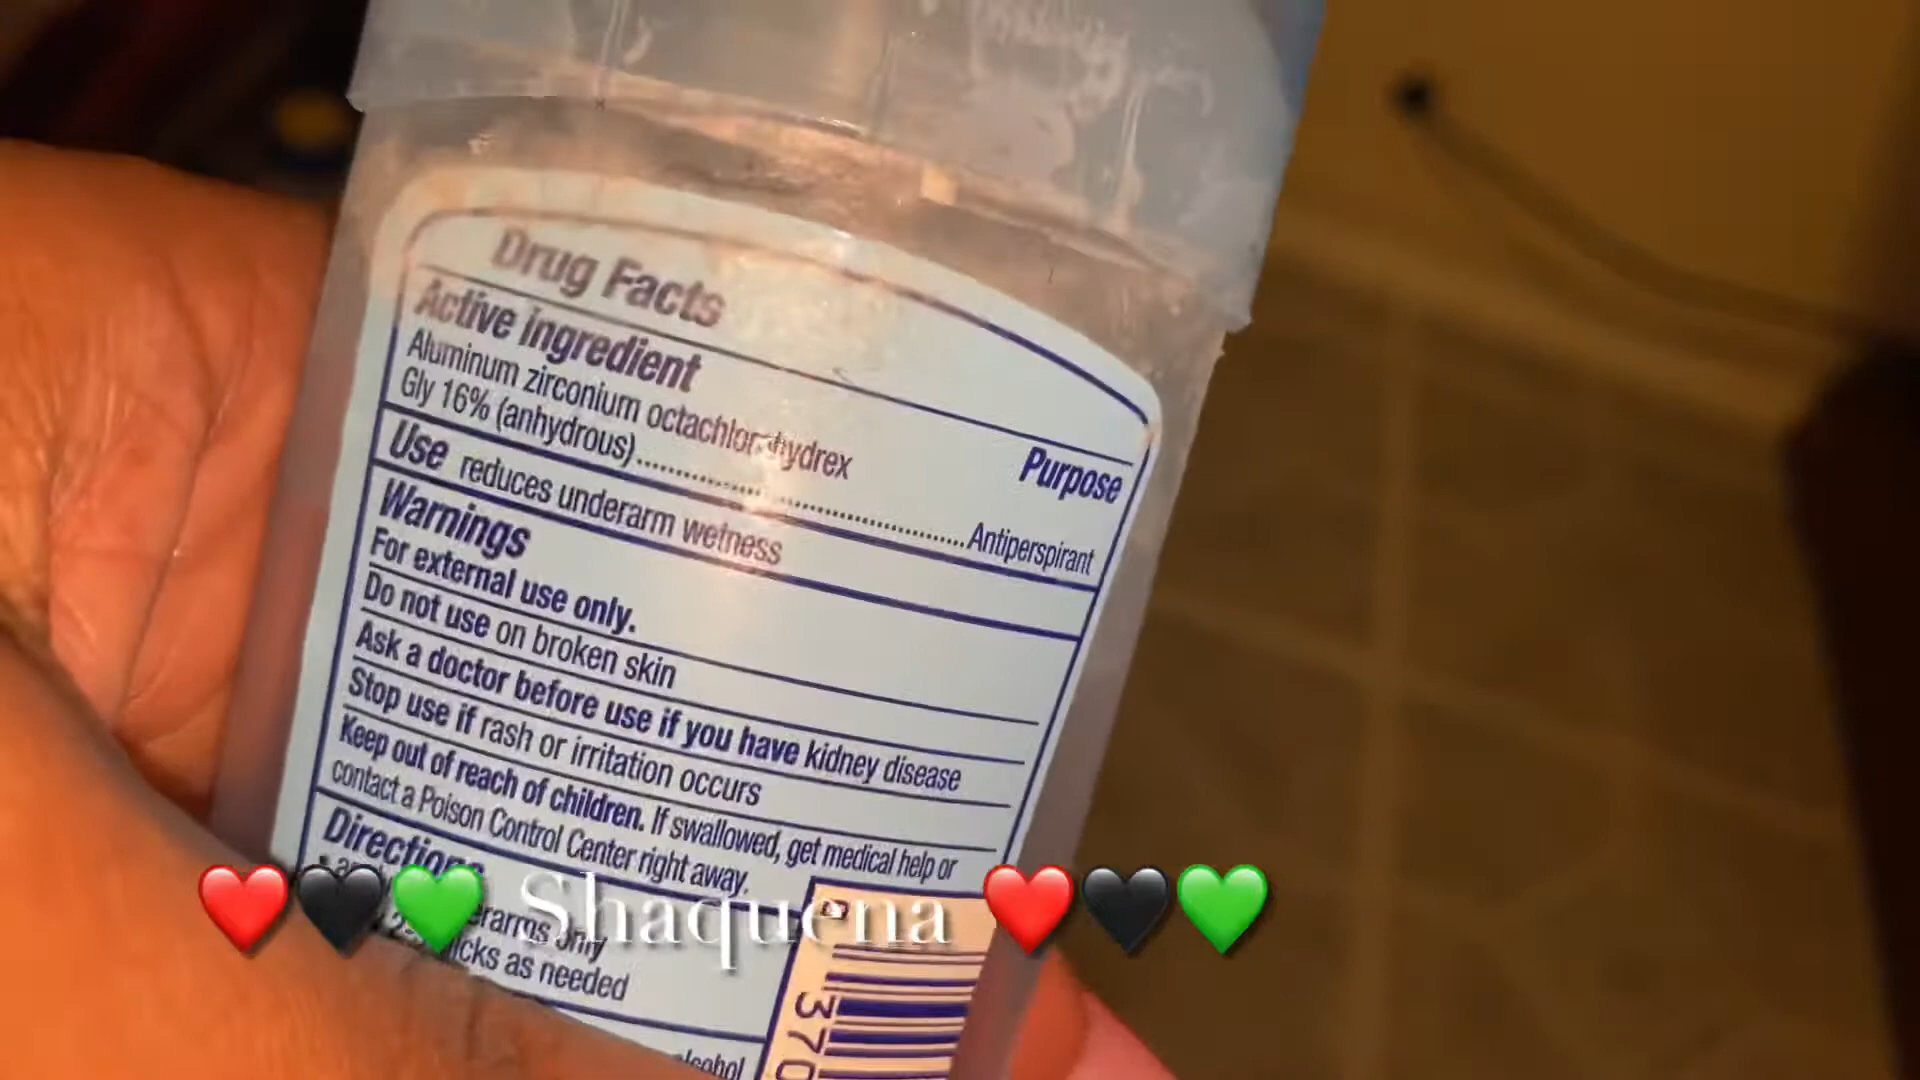 Drug Facts
Active ingredient
Purpose
Aluminum zirconium octachlorohydrex
Gly 16% (anhydrous)..............................Antiperspirant
Use reduces underarm wetness
Warnings
For external use only.
Do not use on broken skin
Ask a doctor before use if you have kidney disease
Stop use if rash or irritation occurs
Keep out of reach of children. If swallowed, get medical help or
contact a Poison Control Center right away.
Directions
only
as needed
❤️🖤💚 Shaquena ❤️🖤💚
370